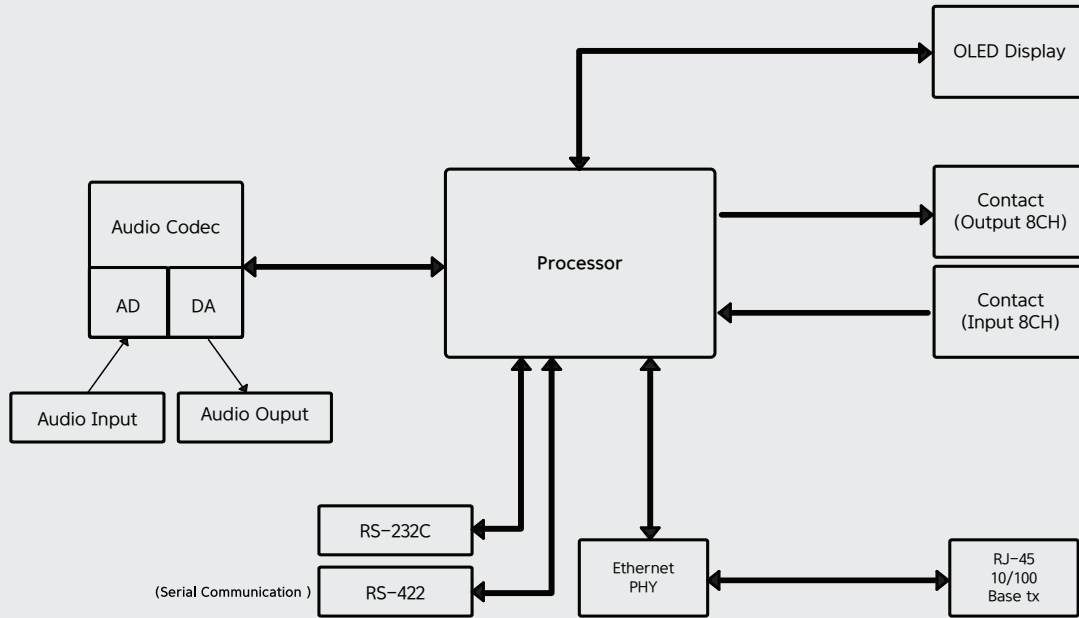 OLED Display
Contact
(Output 8CH)
Audio Codec
Processor
AD
DA
Contact
(Input 8CH)
Audio Input
Audio Ouput
RS-232C
Ethernet
PHY
RJ-45
10/100
Base tx
(Serial Communication )
RS-422